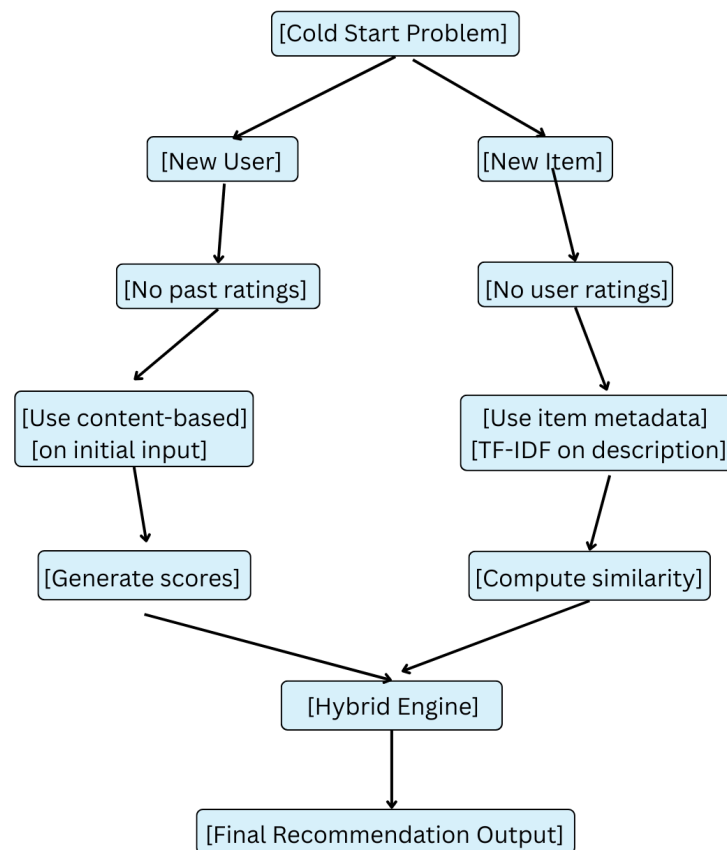 [Cold Start Problem]
[New User]
[New Item]
[No past ratings]
[No user ratings]
[Use content-based]
[on initial input]
[Use item metadata]
[TF-IDF on description]
[Generate scores]
[Compute similarity]
[Hybrid Engine]
[Final Recommendation Output]